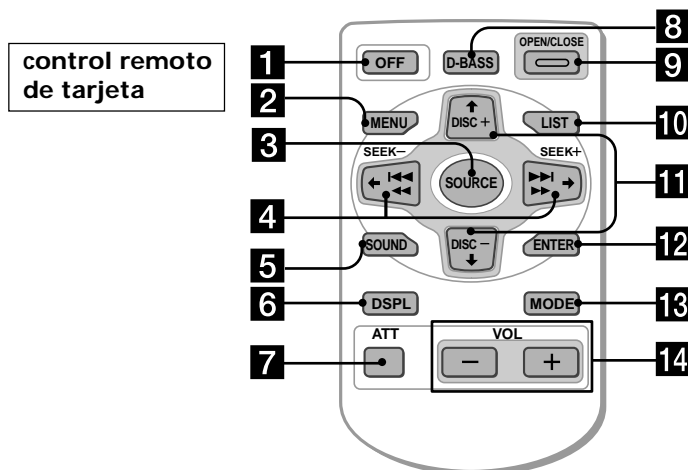 control remoto
de tarjeta
1
OFF
D-BASS
8
OPEN/CLOSE
9
2
MENU
DISC +
LIST
10
3
SEEK−
SEEK+
SOURCE
11
4
5
SOUND
DISC −
ENTER
12
6
DSPL
MODE
13
ATT
VOL
7
−
+
14